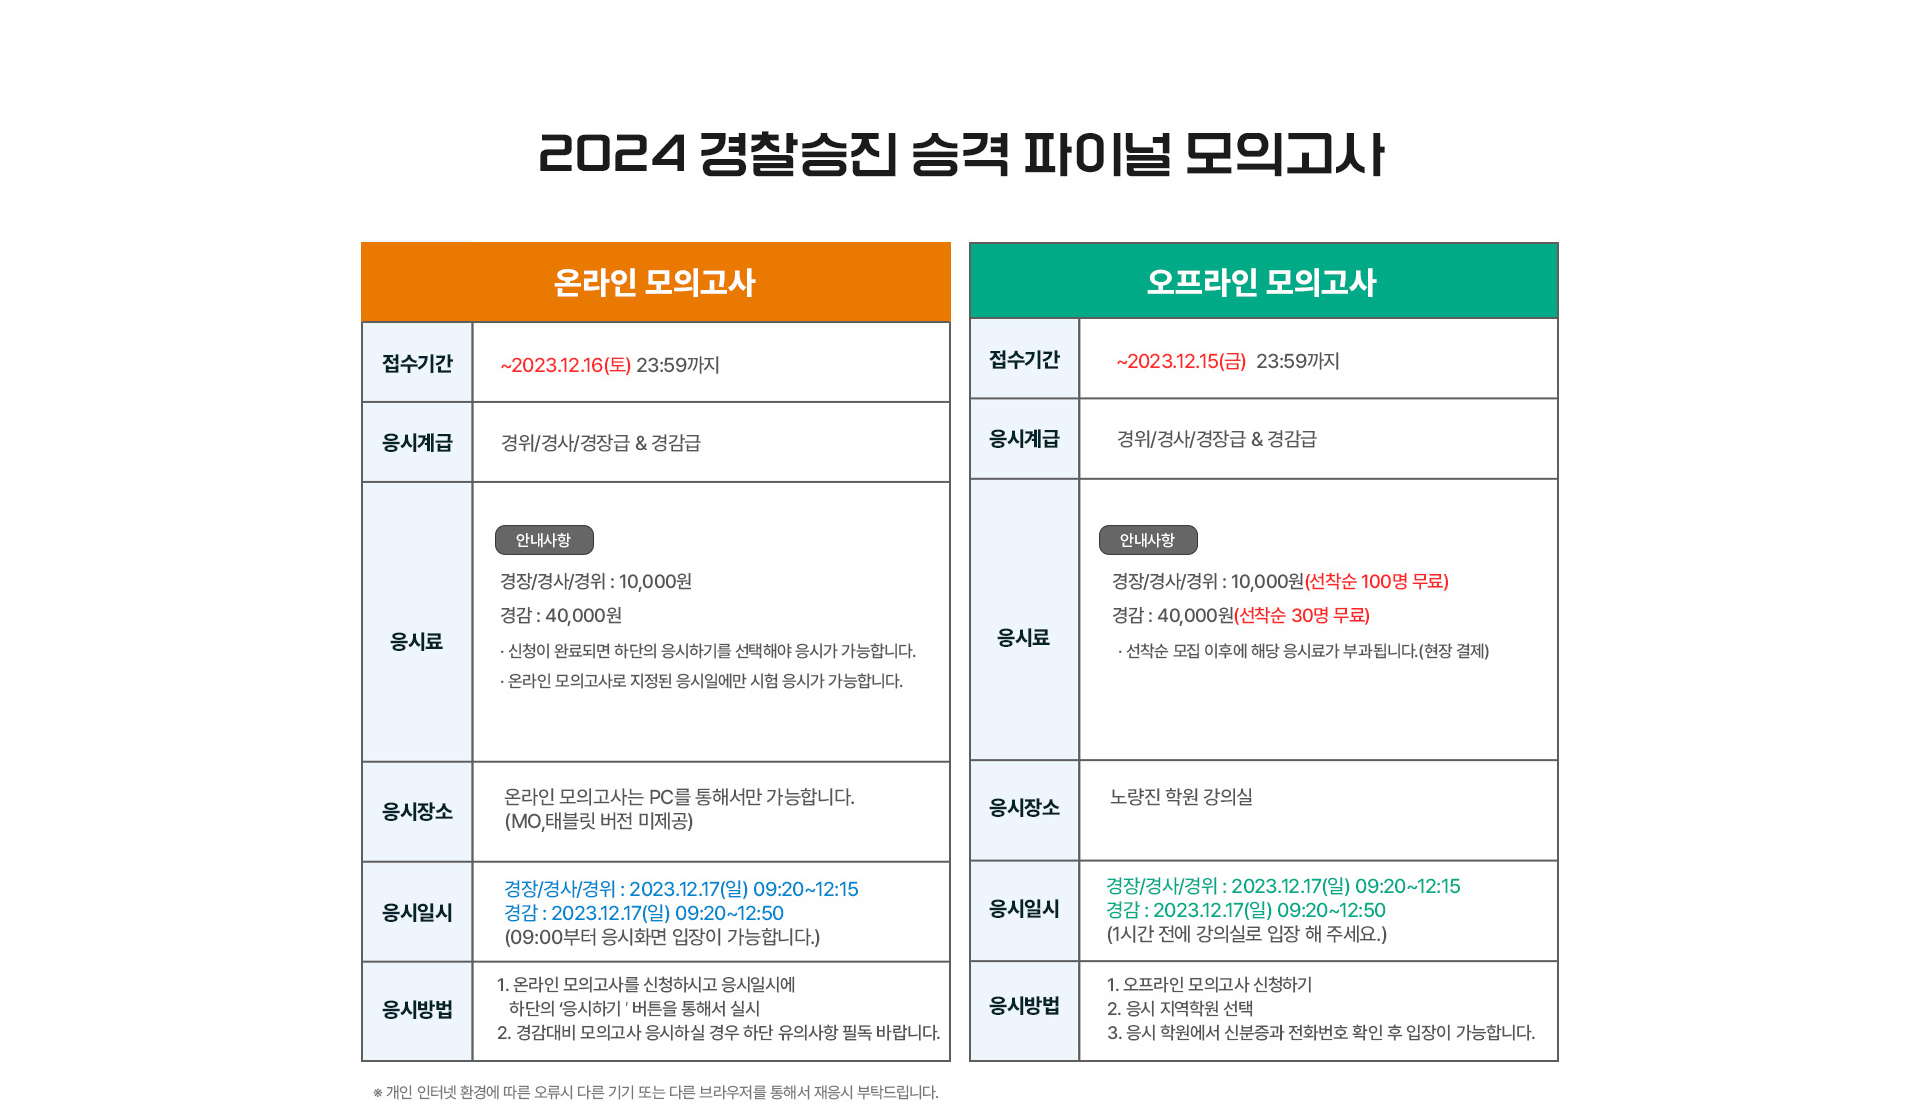 2024 경찰승진 승격 파이널 모의고사
온라인 모의고사
접수기간
~2023.12.16(토) 23:59까지
응시계급
경위/경사/경장급 & 경감급
응시료
안내사항
경장/경사/경위 : 10,000원
경감 : 40,000원
· 신청이 완료되면 하단의 응시하기를 선택해야 응시가 가능합니다.
· 온라인 모의고사로 지정된 응시일에만 시험 응시가 가능합니다.
응시장소
온라인 모의고사는 PC를 통해서만 가능합니다.
(MO,태블릿 버전 미제공)
응시일시
경장/경사/경위 : 2023.12.17(일) 09:20~12:15
경감 : 2023.12.17(일) 09:20~12:50
(09:00부터 응시화면 입장이 가능합니다.)
응시방법
1. 온라인 모의고사를 신청하시고 응시일시에
하단의 ‘응시하기 ’ 버튼을 통해서 실시
2. 경감대비 모의고사 응시하실 경우 하단 유의사항 필독 바랍니다.
오프라인 모의고사
접수기간
~2023.12.15(금) 23:59까지
응시계급
경위/경사/경장급 & 경감급
응시료
안내사항
경장/경사/경위 : 10,000원(선착순 100명 무료)
경감 : 40,000원(선착순 30명 무료)
· 선착순 모집 이후에 해당 응시료가 부과됩니다.(현장 결제)
응시장소
노량진 학원 강의실
응시일시
경장/경사/경위 : 2023.12.17(일) 09:20~12:15
경감 : 2023.12.17(일) 09:20~12:50
(1시간 전에 강의실로 입장 해 주세요.)
응시방법
1. 오프라인 모의고사 신청하기
2. 응시 지역학원 선택
3. 응시 학원에서 신분증과 전화번호 확인 후 입장이 가능합니다.
※ 개인 인터넷 환경에 따른 오류시 다른 기기 또는 다른 브라우저를 통해서 재응시 부탁드립니다.